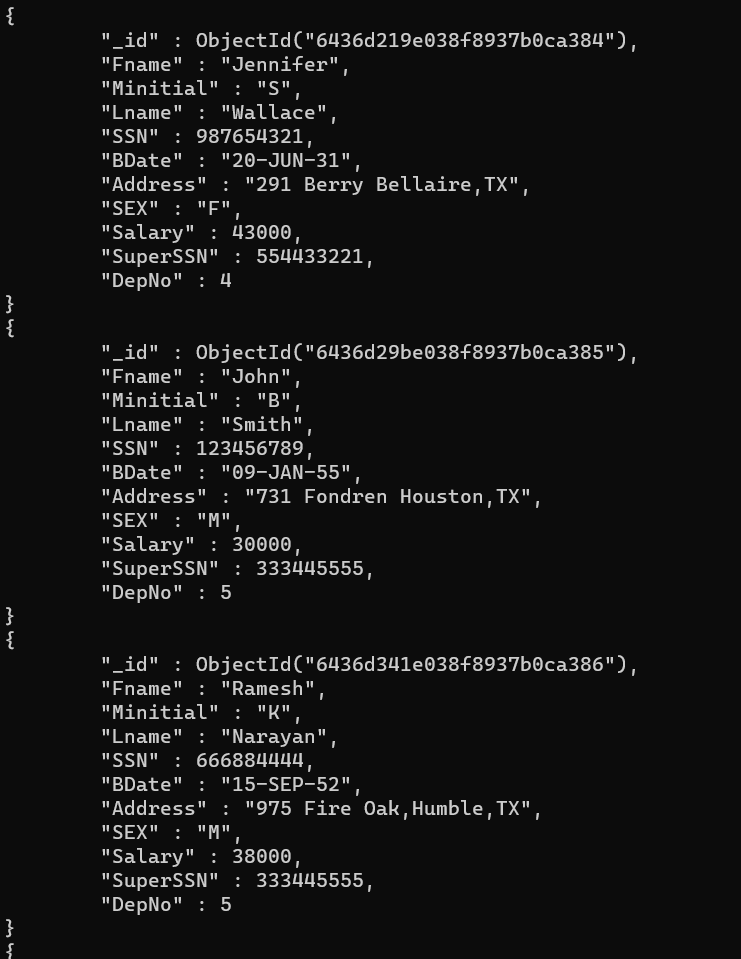 {
        "_id" : ObjectId("6436d219e038f8937b0ca384"),
        "Fname" : "Jennifer",
        "Minitial" : "S",
        "Lname" : "Wallace",
        "SSN" : 987654321,
        "BDate" : "20-JUN-31",
        "Address" : "291 Berry Bellaire,TX",
        "SEX" : "F",
        "Salary" : 43000,
        "SuperSSN" : 554433221,
        "DepNo" : 4
}
{
        "_id" : ObjectId("6436d29be038f8937b0ca385"),
        "Fname" : "John",
        "Minitial" : "B",
        "Lname" : "Smith",
        "SSN" : 123456789,
        "BDate" : "09-JAN-55",
        "Address" : "731 Fondren Houston,TX",
        "SEX" : "M",
        "Salary" : 30000,
        "SuperSSN" : 333445555,
        "DepNo" : 5
}
{
        "_id" : ObjectId("6436d341e038f8937b0ca386"),
        "Fname" : "Ramesh",
        "Minitial" : "K",
        "Lname" : "Narayan",
        "SSN" : 666884444,
        "BDate" : "15-SEP-52",
        "Address" : "975 Fire Oak,Humble,TX",
        "SEX" : "M",
        "Salary" : 38000,
        "SuperSSN" : 333445555,
        "DepNo" : 5
}
{